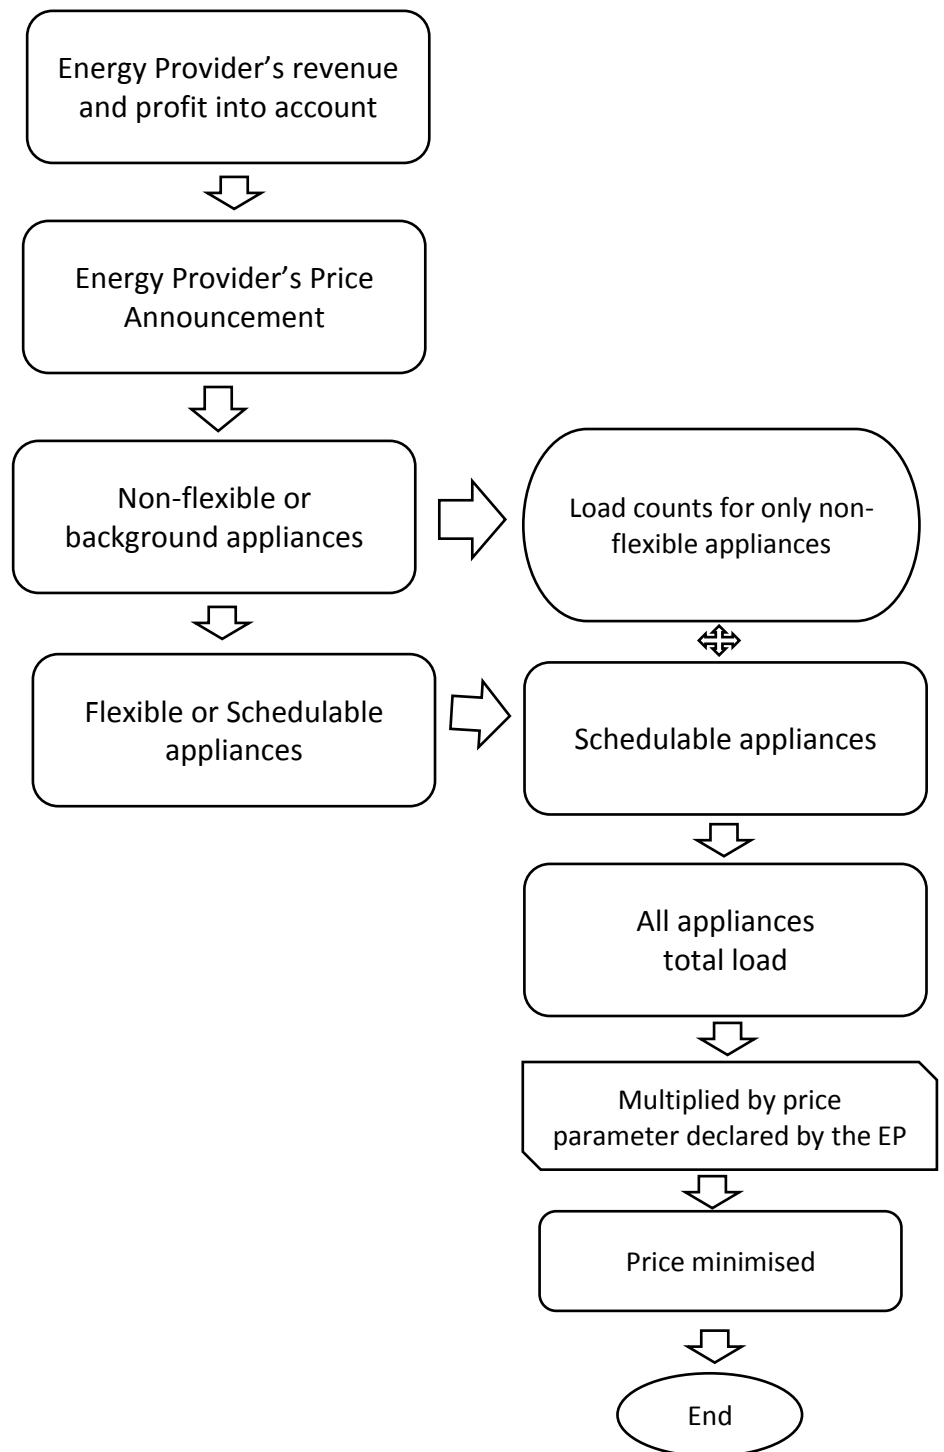 Energy Provider’s revenue
and profit into account
Energy Provider’s Price
Announcement
Non-flexible or
background appliances
Load counts for only non-
flexible appliances
Flexible or Schedulable
appliances
Schedulable appliances
All appliances
total load
Multiplied by price
parameter declared by the EP
Price minimised
End